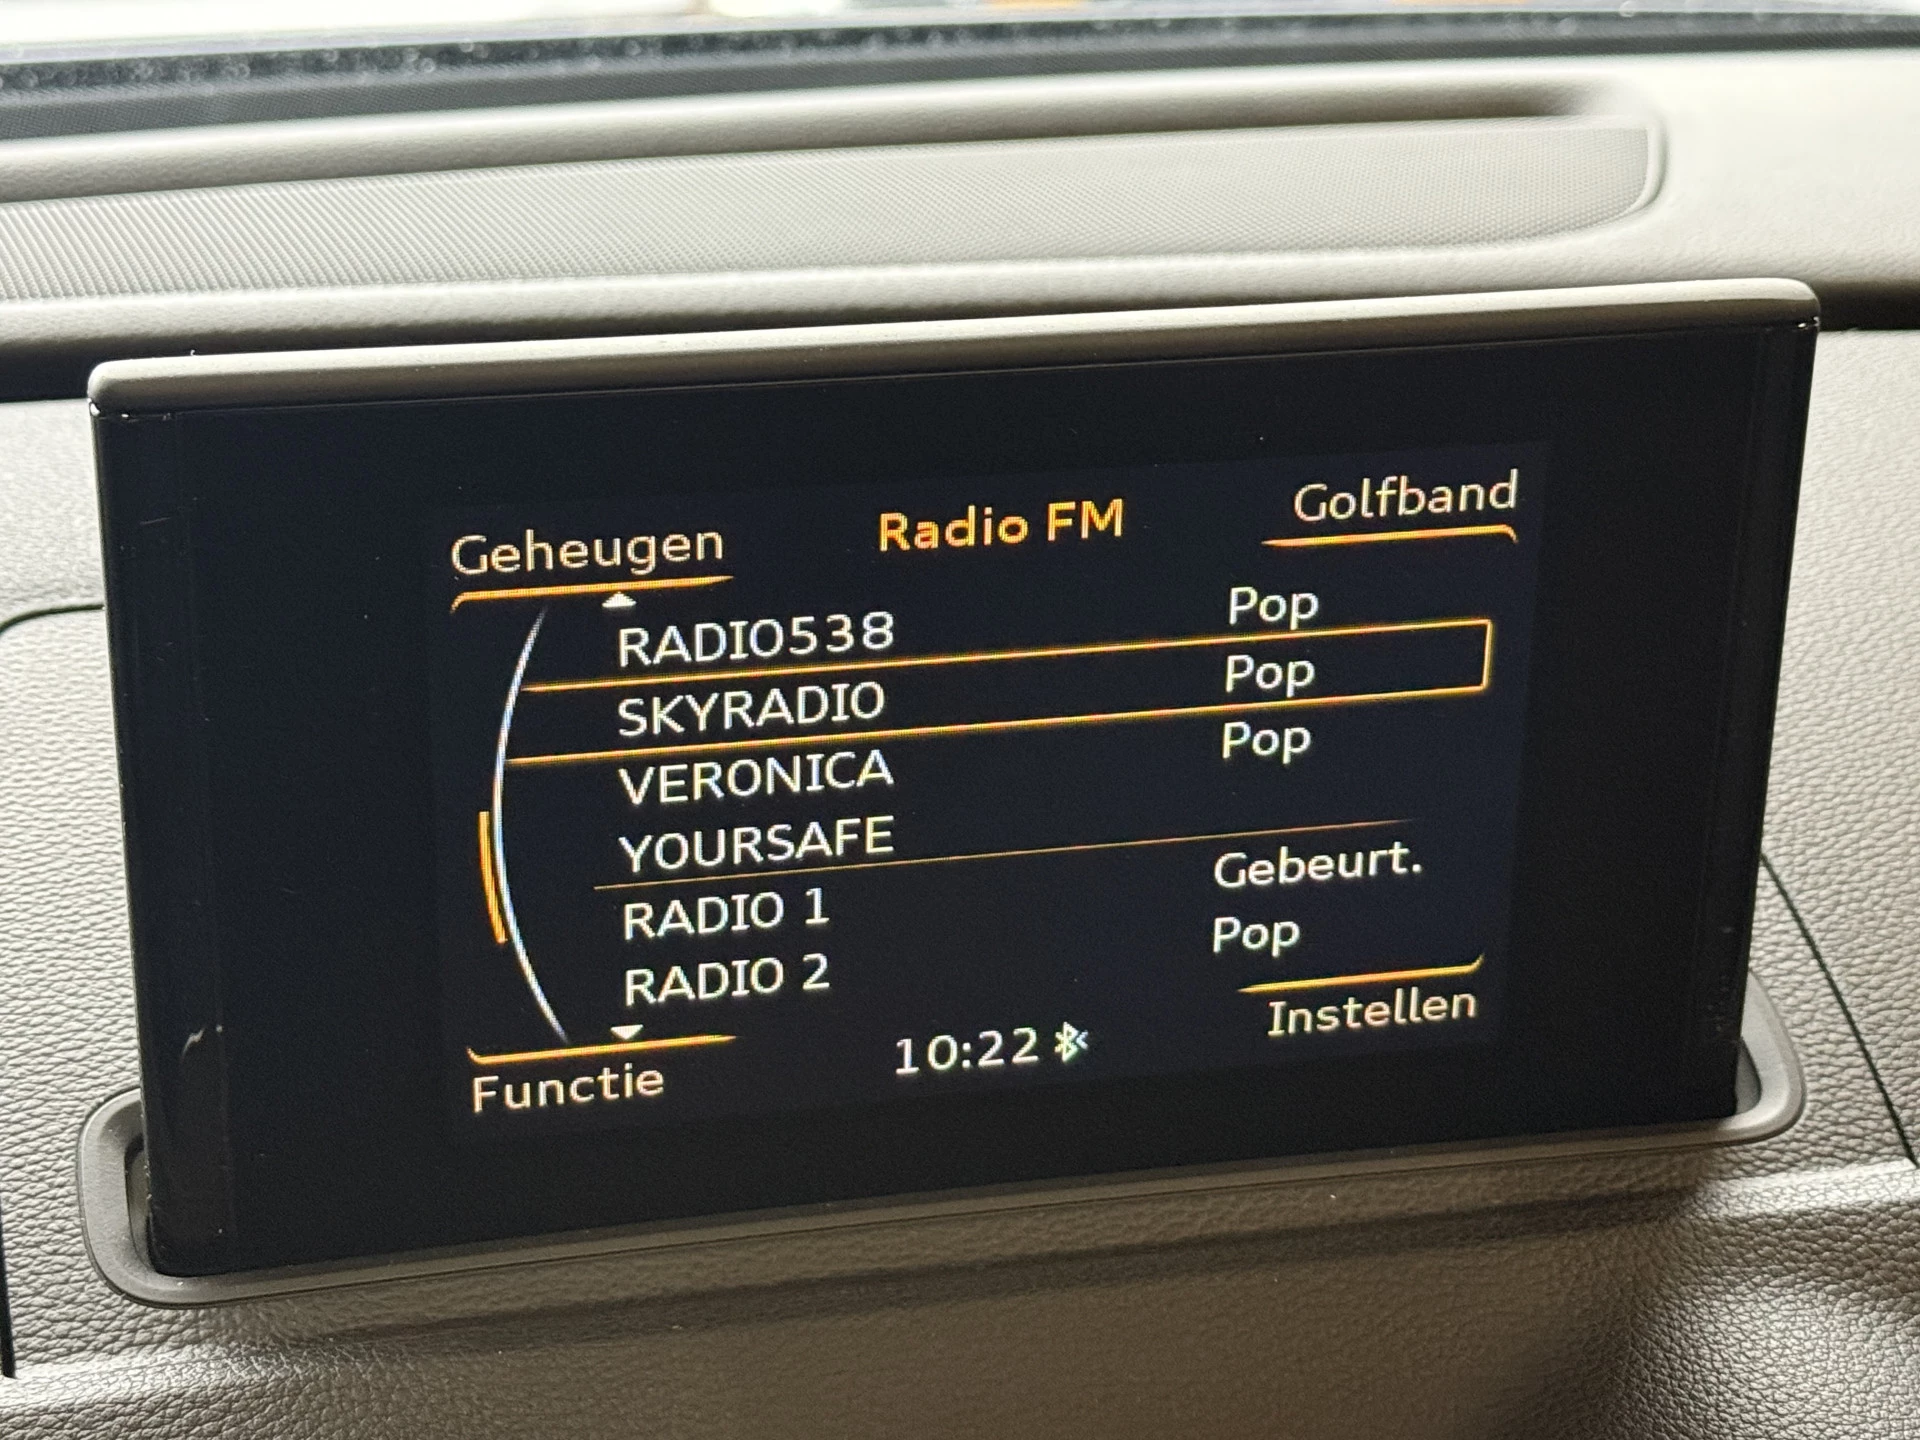 Geheugen Radio FM Golfband
RADIO538 Pop
SKYRADIO Pop
VERONICA Pop
YOURSAFE
RADIO 1 Gebeurt.
RADIO 2 Pop
Functie 10:22 Instellen